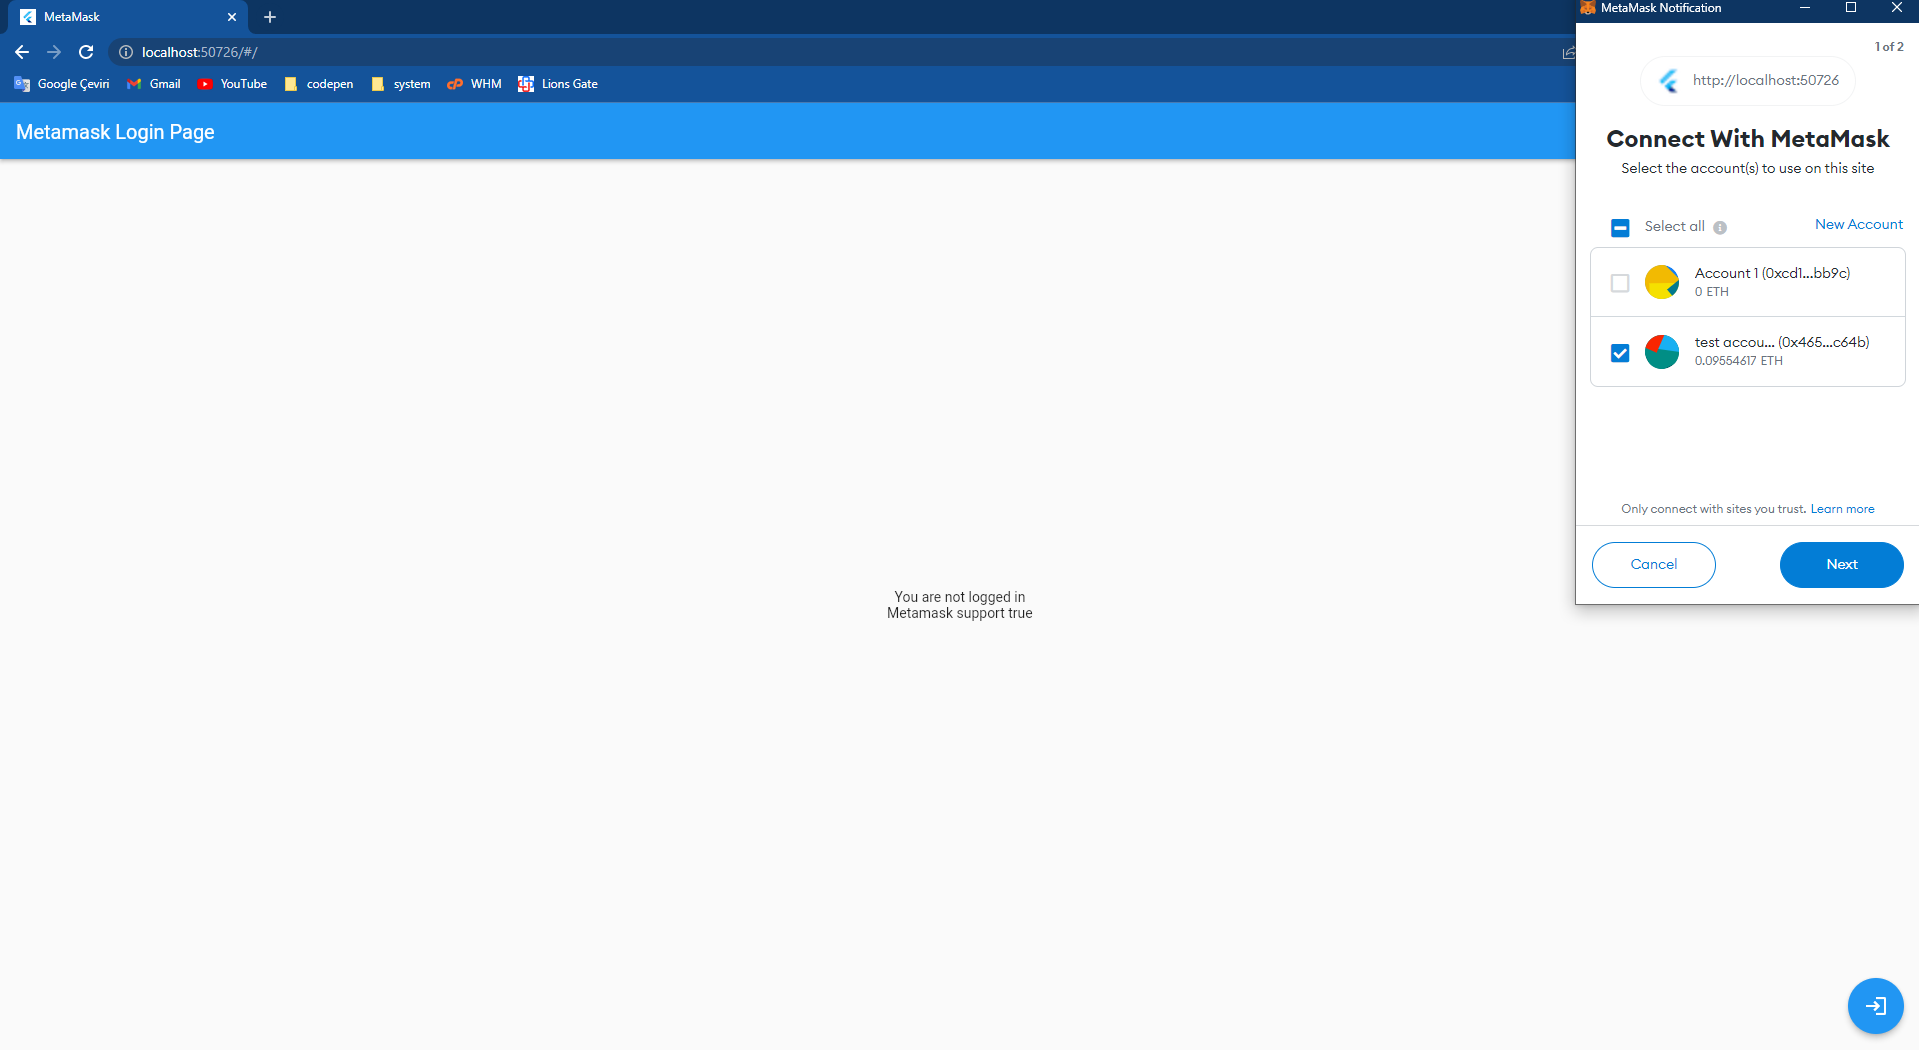 MetaMask
localhost:50726/#/
Google Çeviri
Gmail
YouTube
codepen
system
WHM
Lions Gate
Metamask Login Page
You are not logged in
Metamask support true
MetaMask Notification
1 of 2
http://localhost:50726
Connect With MetaMask
Select the account(s) to use on this site
Select all
New Account
Account 1 (0xcd1...bb9c)
0 ETH
test accou... (0x465...c64b)
0.09554617 ETH
Only connect with sites you trust. Learn more
Cancel
Next